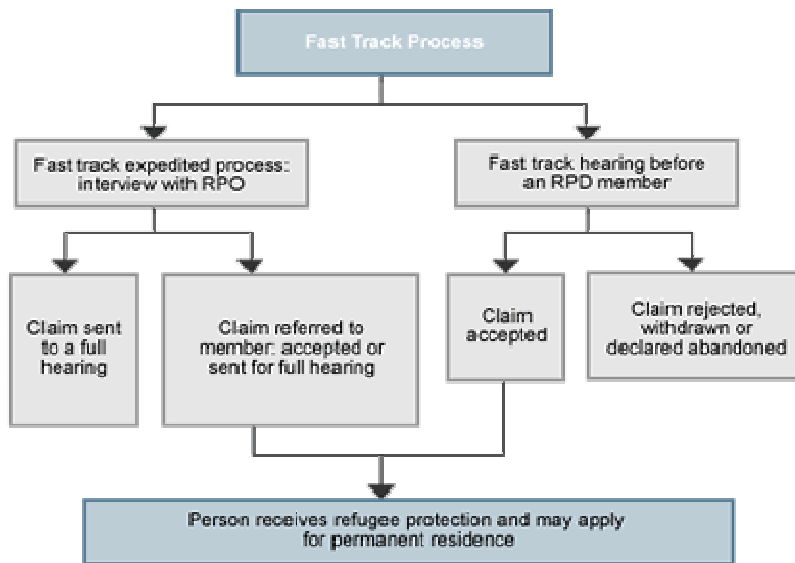 Fast Track Process
Fast track expedited process:
interview with RPO
Fast track hearing before
an RPD member
Claim sent
to a full
hearing
Claim referred to
member: accepted or
sent for full hearing
Claim
accepted
Claim rejected,
withdrawn or
declared abandoned
Person receives refugee protection and may apply
for permanent residence